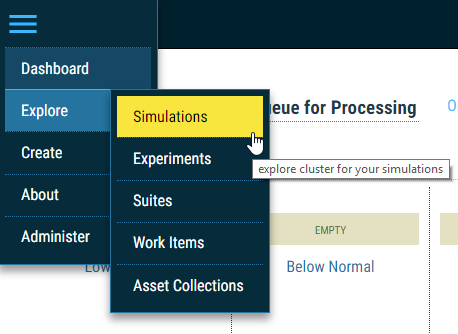 Dashboard
Explore
Create
About
Administer
Simulations
Experiments
Suites
Work Items
Asset Collections
explore cluster for your simulations
ueue for Processing
0
EMPTY
Low
Below Normal